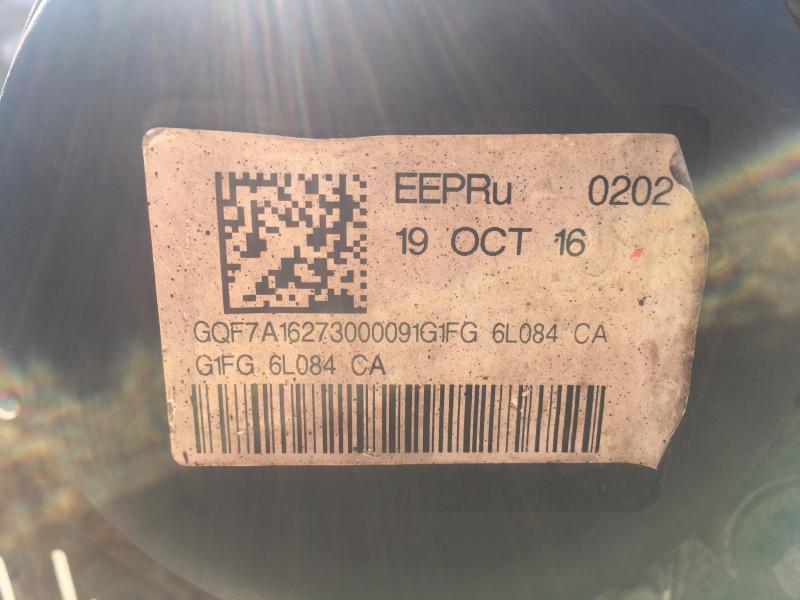 EEPRu 0202
19 OCT 16
GQF7A16273000091G1FG 6L084 CA
G1FG 6L084 CA